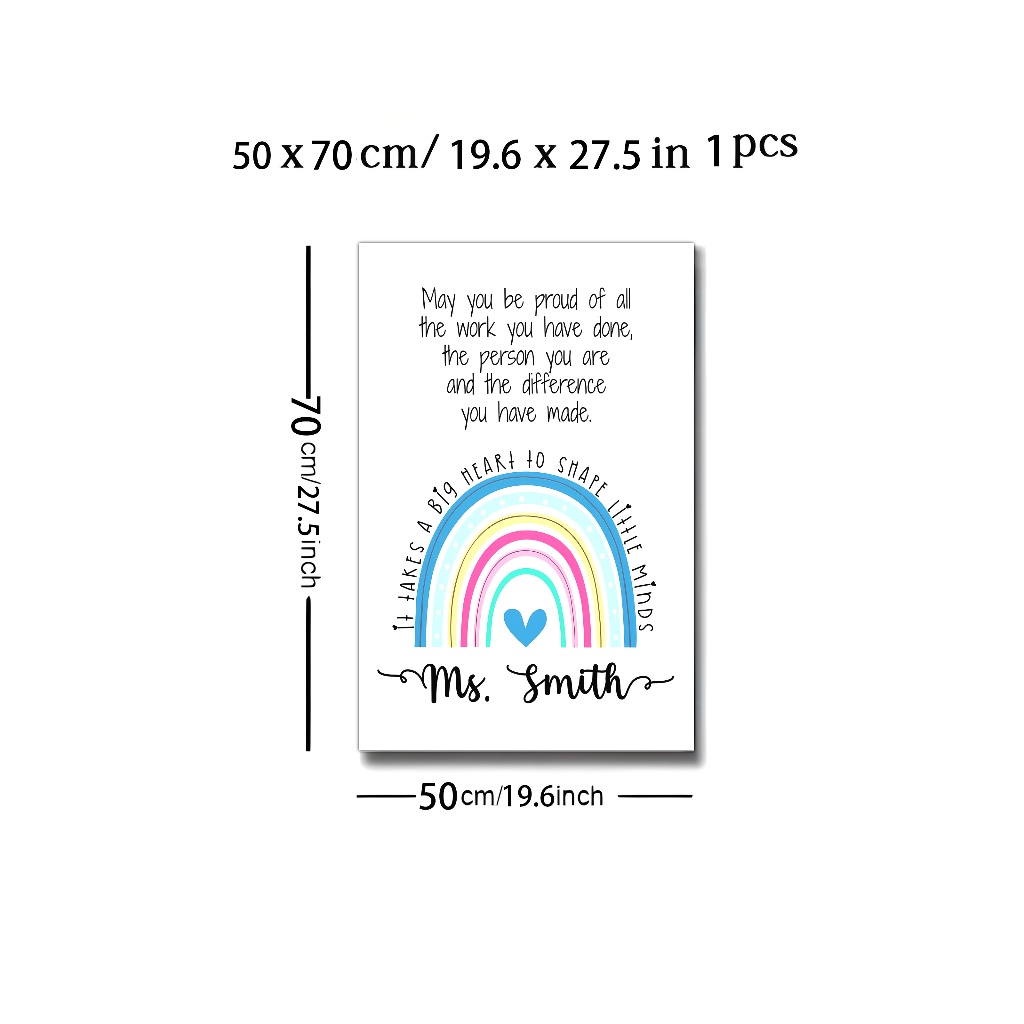 50 x 70 cm/ 19.6 x 27.5 in 1 pcs
May you be proud of all
the work you have done,
the person you are
and the difference
you have made.
it tAKES A Big HEARt tO SHAPE LittLE MinDS
Ms. Smith
70cm/27.5inch
50cm/19.6inch